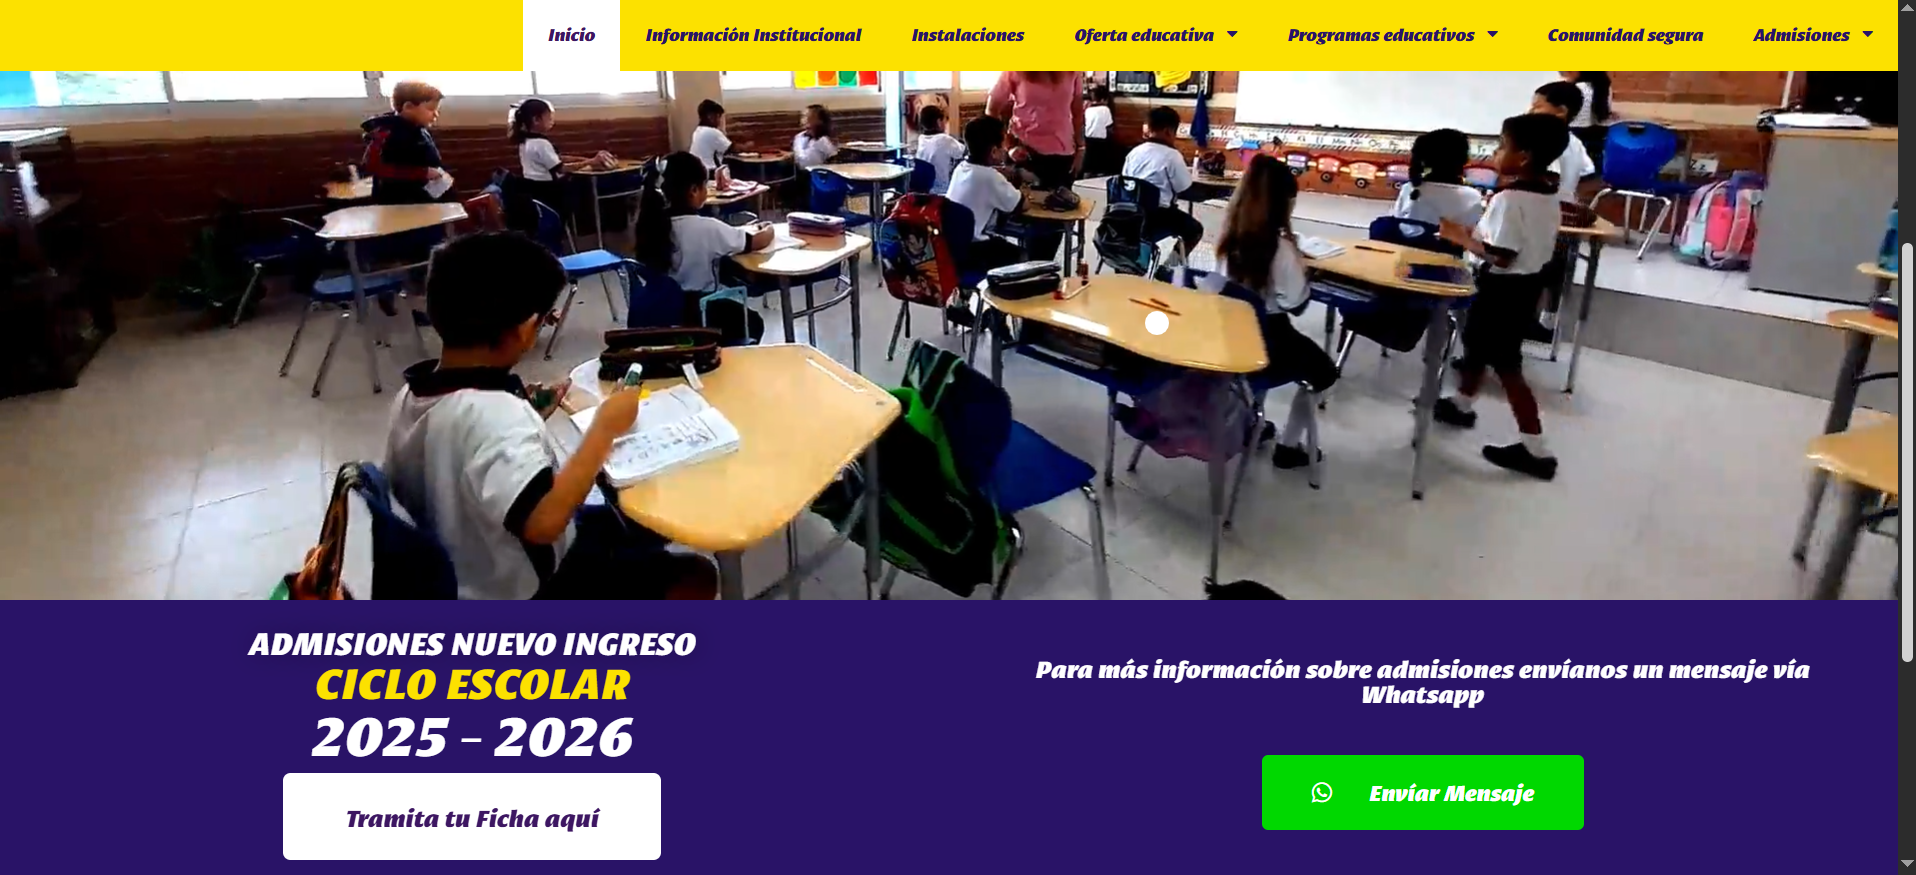 Inicio
Información Institucional
Instalaciones
Oferta educativa
Programas educativos
Comunidad segura
Admisiones
ADMISIONES NUEVO INGRESO
CICLO ESCOLAR
2025 - 2026
Tramita tu Ficha aquí
Para más información sobre admisiones envíanos un mensaje vía
Whatsapp
Envíar Mensaje